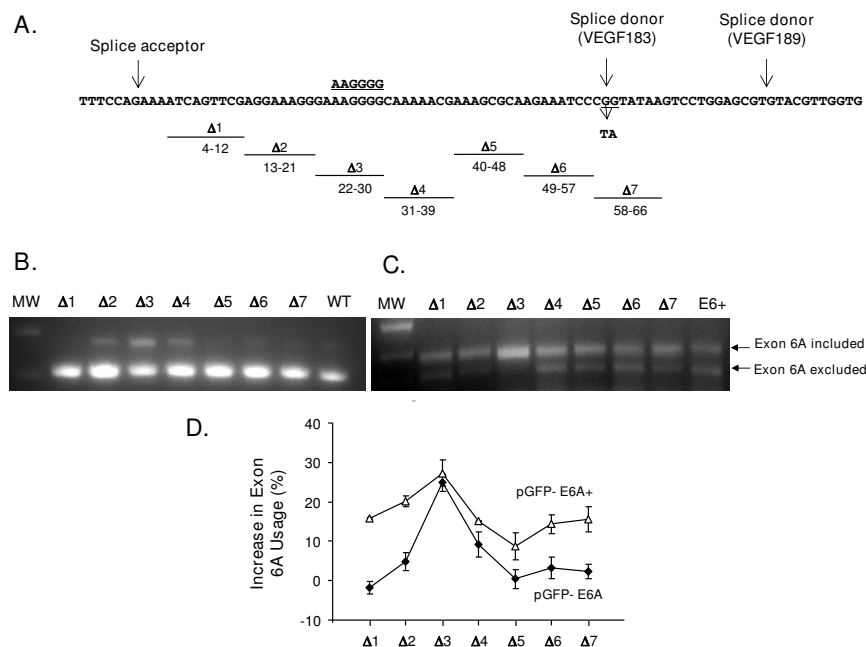 A.
Splice acceptor
Splice donor
(VEGF183)
Splice donor
(VEGF189)
AAGGGG
TTTCCAGAAAATCAGTTCGAGGAAAGGGAAAGGGGCAAAAACGAAAGCGCAAGAAATCCCGGTATAAGTCCTGGAGCGTGTACGTTGGTG
TA
Δ1
4-12
Δ2
13-21
Δ3
22-30
Δ4
31-39
Δ5
40-48
Δ6
49-57
Δ7
58-66
B.
MW Δ1 Δ2 Δ3 Δ4 Δ5 Δ6 Δ7 WT
C.
MW Δ1 Δ2 Δ3 Δ4 Δ5 Δ6 Δ7 E6+
Exon 6A included
Exon 6A excluded
D.
Increase in Exon
6A Usage (%)
40
30
20
10
0
-10
pGFP- E6A+
pGFP- E6A
Δ1 Δ2 Δ3 Δ4 Δ5 Δ6 Δ7